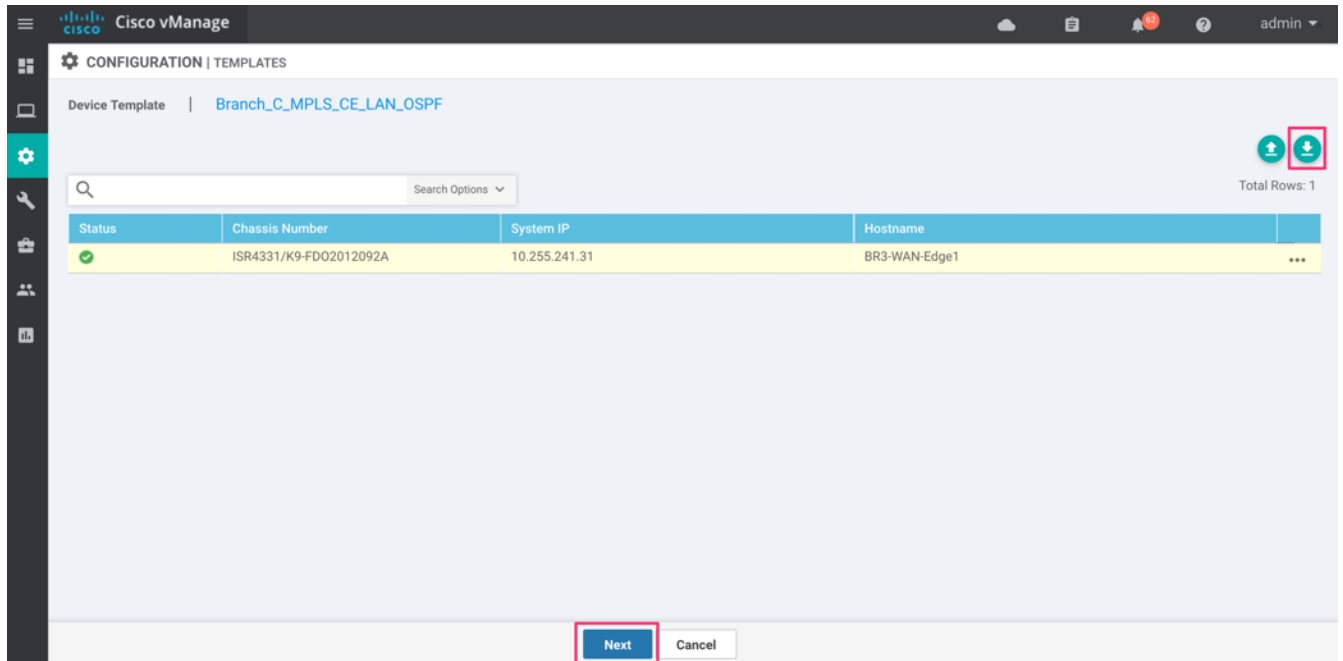 cisco Cisco vManage 62 admin
CONFIGURATION | TEMPLATES
Device Template | Branch_C_MPLS_CE_LAN_OSPF
Search Options Total Rows: 1
Status Chassis Number System IP Hostname
ISR4331/K9-FDO2012092A 10.255.241.31 BR3-WAN-Edge1
Next Cancel